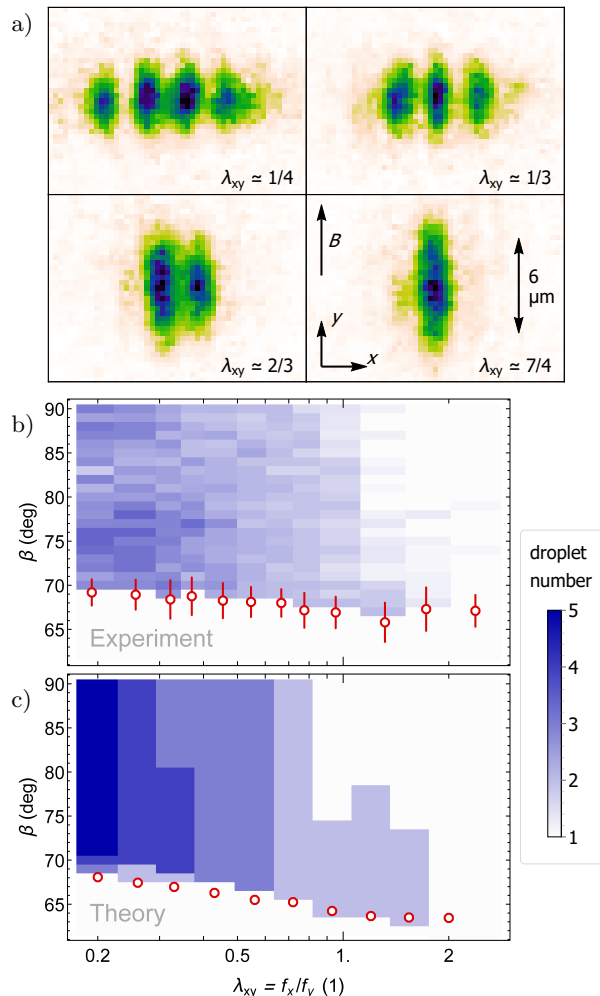 a)
λxy ≃ 1/4
λxy ≃ 1/3
B
6
μm
y
x
λxy ≃ 2/3
λxy ≃ 7/4
b)
90
85
80
75
70
65
β (deg)
Experiment
droplet
number
5
4
3
2
1
c)
90
85
80
75
70
65
β (deg)
Theory
0.2
0.5
1.
2
λxy = fx/fy (1)